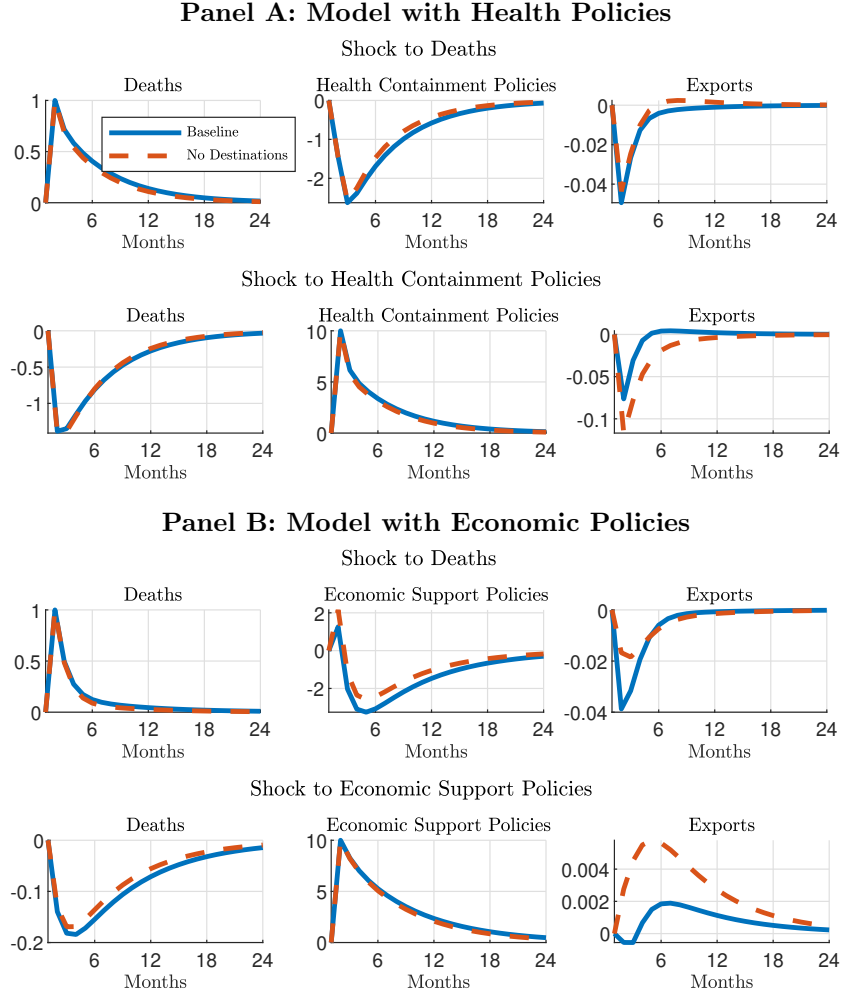 Panel A: Model with Health Policies
Shock to Deaths
Deaths Health Containment Policies Exports
1 0.5 0 6 12 18 24 Months
Baseline
No Destinations
0 -1 -2 6 12 18 24 Months
0 -0.02 -0.04 6 12 18 24 Months
Shock to Health Containment Policies
Deaths Health Containment Policies Exports
0 -0.5 -1 6 12 18 24 Months
10 5 0 6 12 18 24 Months
0 -0.05 -0.1 6 12 18 24 Months
Panel B: Model with Economic Policies
Shock to Deaths
Deaths Economic Support Policies Exports
1 0.5 0 6 12 18 24 Months
2 0 -2 6 12 18 24 Months
0 -0.02 -0.04 6 12 18 24 Months
Shock to Economic Support Policies
Deaths Economic Support Policies Exports
0 -0.1 -0.2 6 12 18 24 Months
10 5 0 6 12 18 24 Months
0.004 0.002 0 6 12 18 24 Months